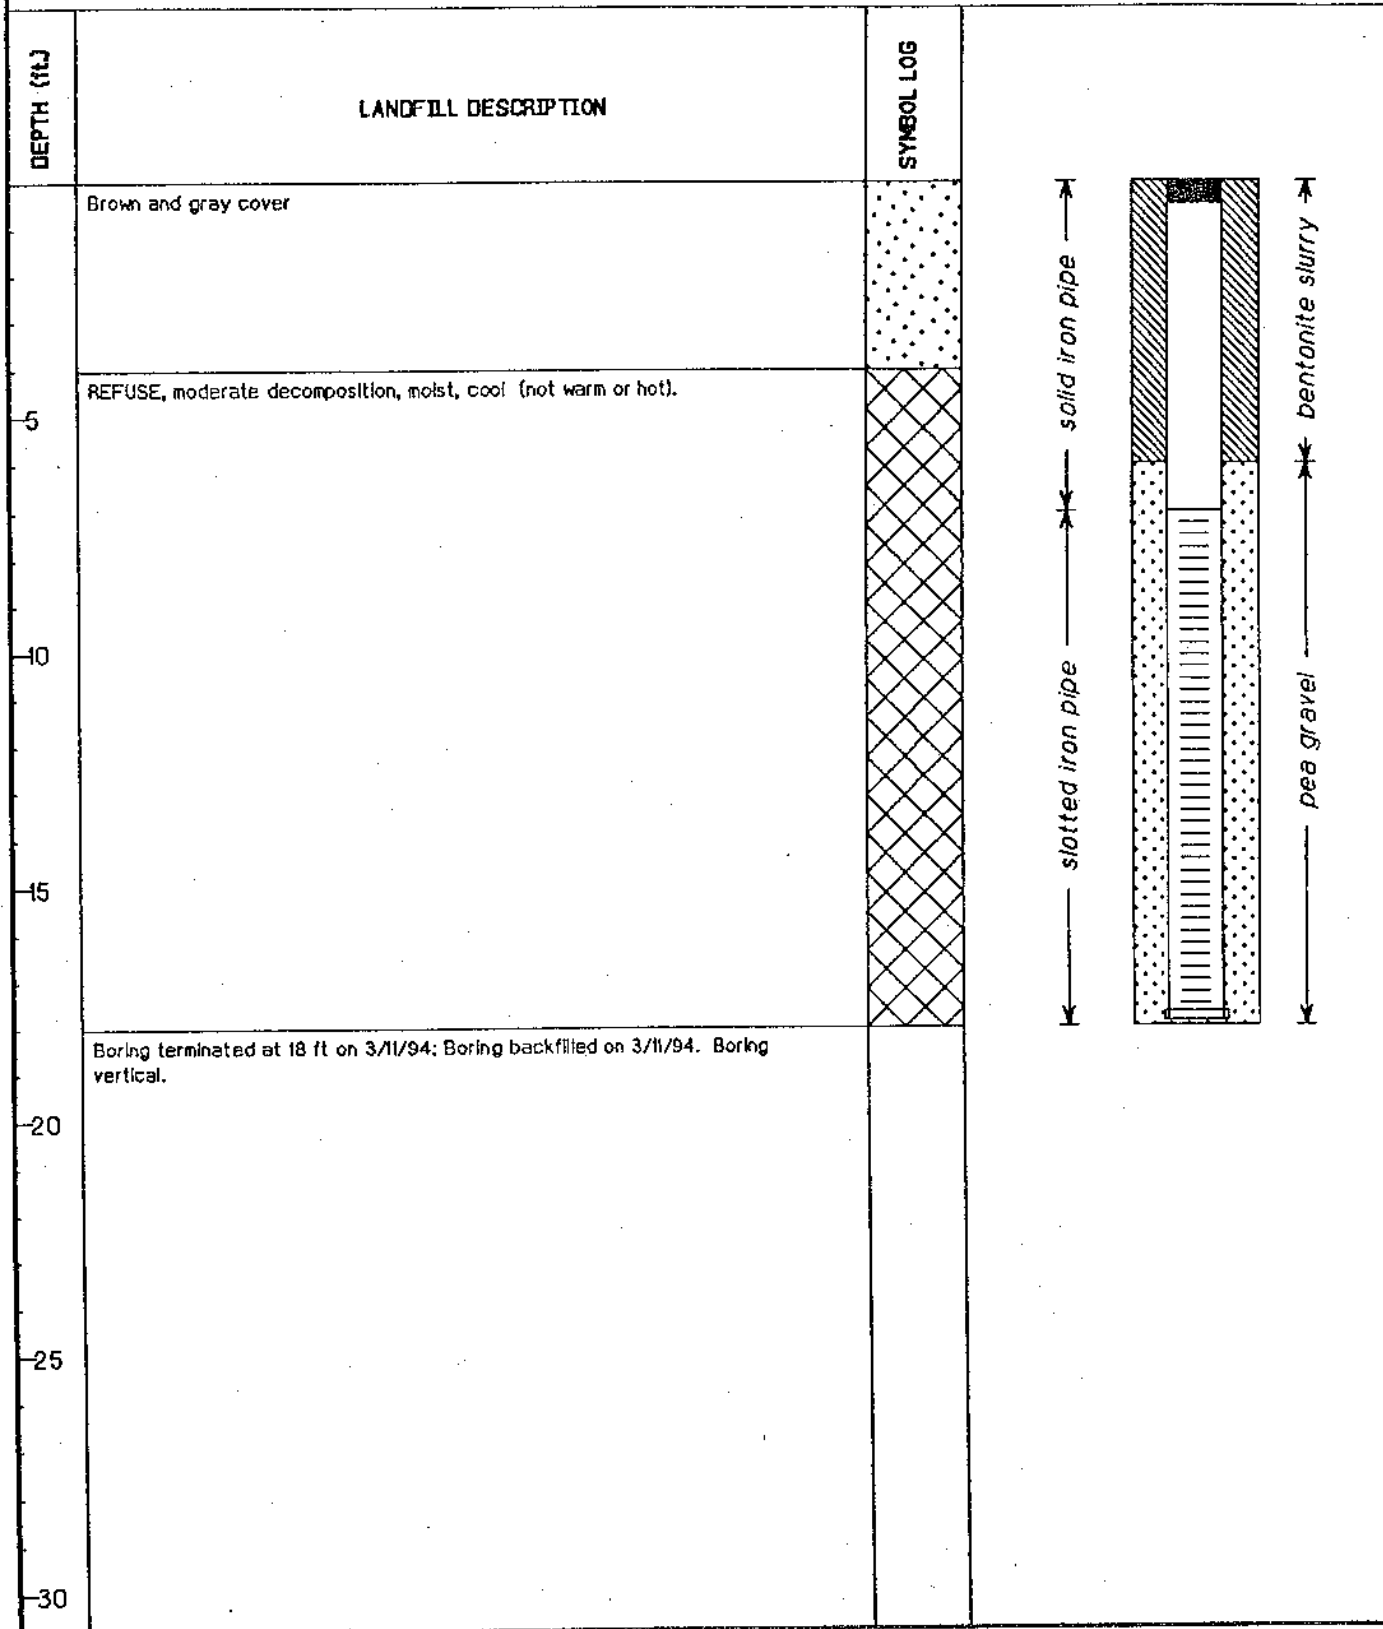 DEPTH (ft.)
LANDFILL DESCRIPTION
SYMBOL LOG
Brown and gray cover
REFUSE, moderate decomposition, moist, cool (not warm or hot).
Boring terminated at 18 ft on 3/11/94; Boring backfilled on 3/11/94. Boring
vertical.
5
10
15
20
25
30
solid iron pipe
slotted iron pipe
bentonite slurry
pea gravel